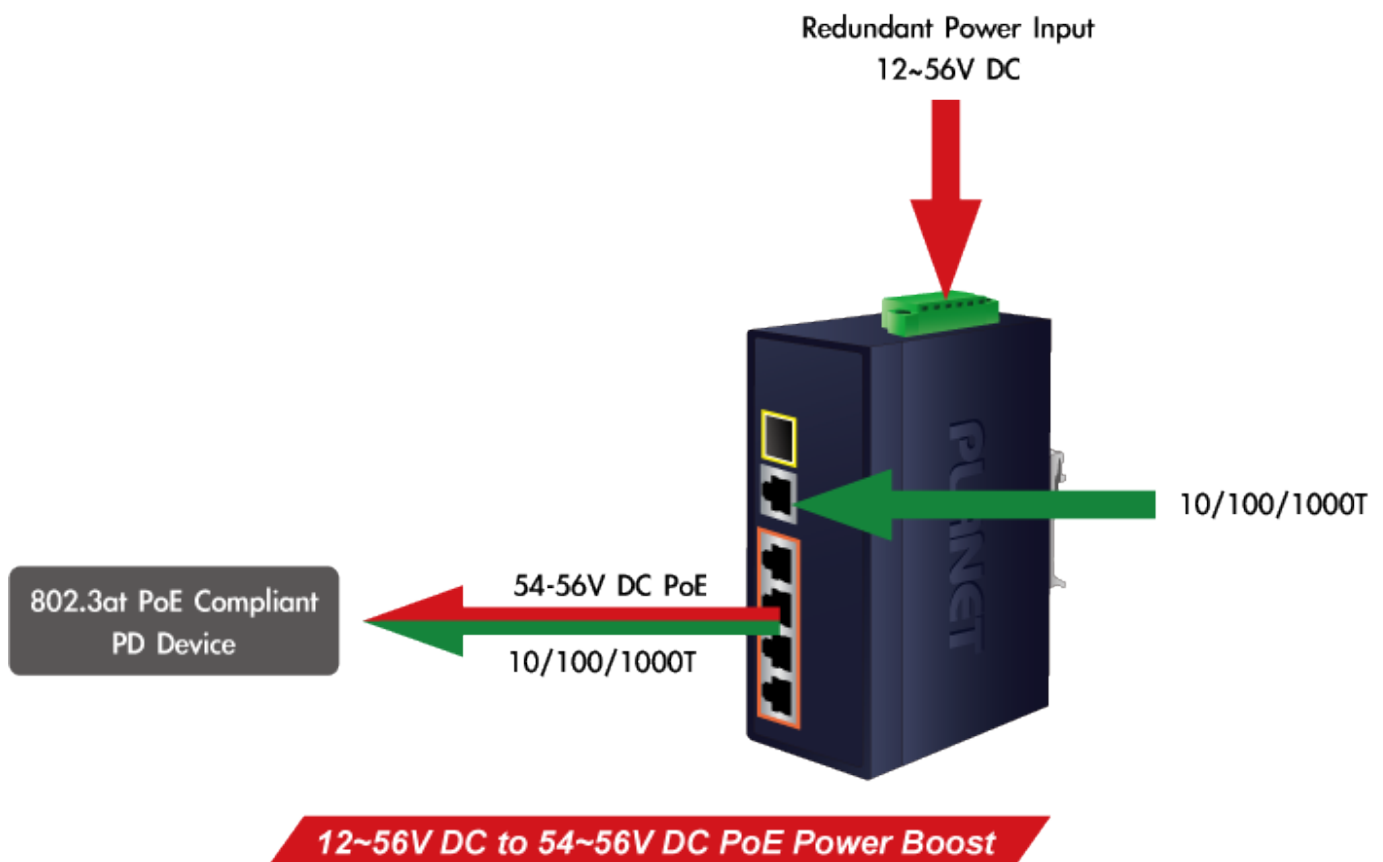 Redundant Power Input
12~56V DC
PLANET
10/100/1000T
54-56V DC PoE
10/100/1000T
802.3at PoE Compliant
PD Device
12~56V DC to 54~56V DC PoE Power Boost